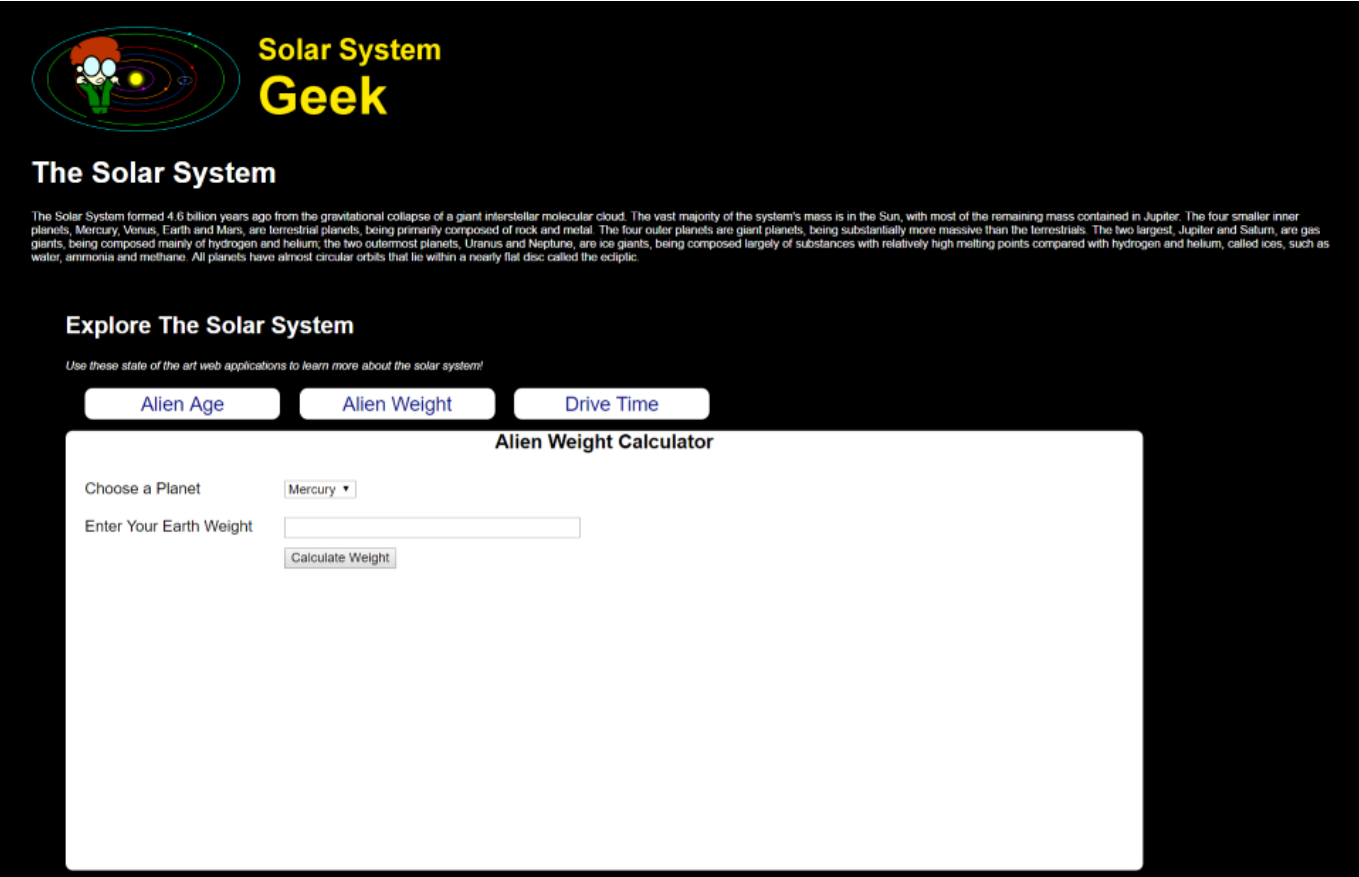 Solar System
Geek
The Solar System
The Solar System formed 4.6 billion years ago from the gravitational collapse of a giant interstellar molecular cloud. The vast majority of the system's mass is in the Sun, with most of the remaining mass contained in Jupiter. The four smaller inner
planets, Mercury, Venus, Earth and Mars, are terrestrial planets, being primarily composed of rock and metal. The four outer planets are giant planets, being substantially more massive than the terrestrials. The two largest, Jupiter and Saturn, are gas
giants, being composed mainly of hydrogen and helium; the two outermost planets, Uranus and Neptune, are ice giants, being composed largely of substances with relatively high melting points compared with hydrogen and helium, called ices, such as
water, ammonia and methane. All planets have almost circular orbits that lie within a nearly flat disc called the ecliptic.
Explore The Solar System
Use these state of the art web applications to learn more about the solar system!
Alien Age Alien Weight Drive Time
Alien Weight Calculator
Choose a Planet Mercury
Enter Your Earth Weight
Calculate Weight